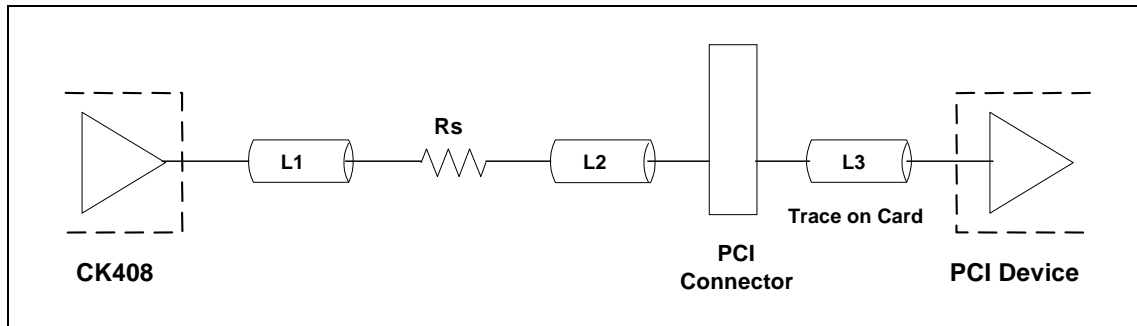 Rs
L1
L2
L3
Trace on Card
CK408
PCI
Connector
PCI Device